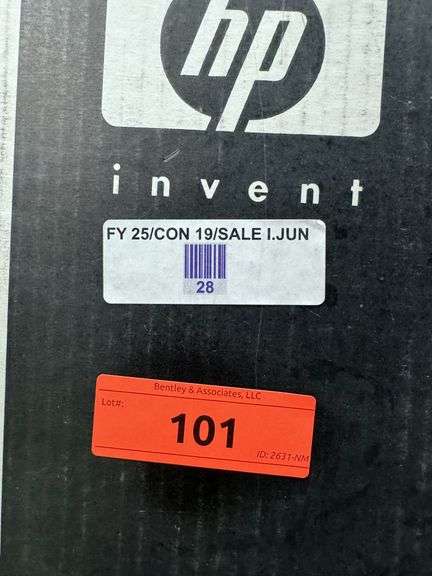 hp
invent
FY 25/CON 19/SALE I.JUN
28
Bentley & Associates, LLC
Lot#:
101
ID: 2631-NM